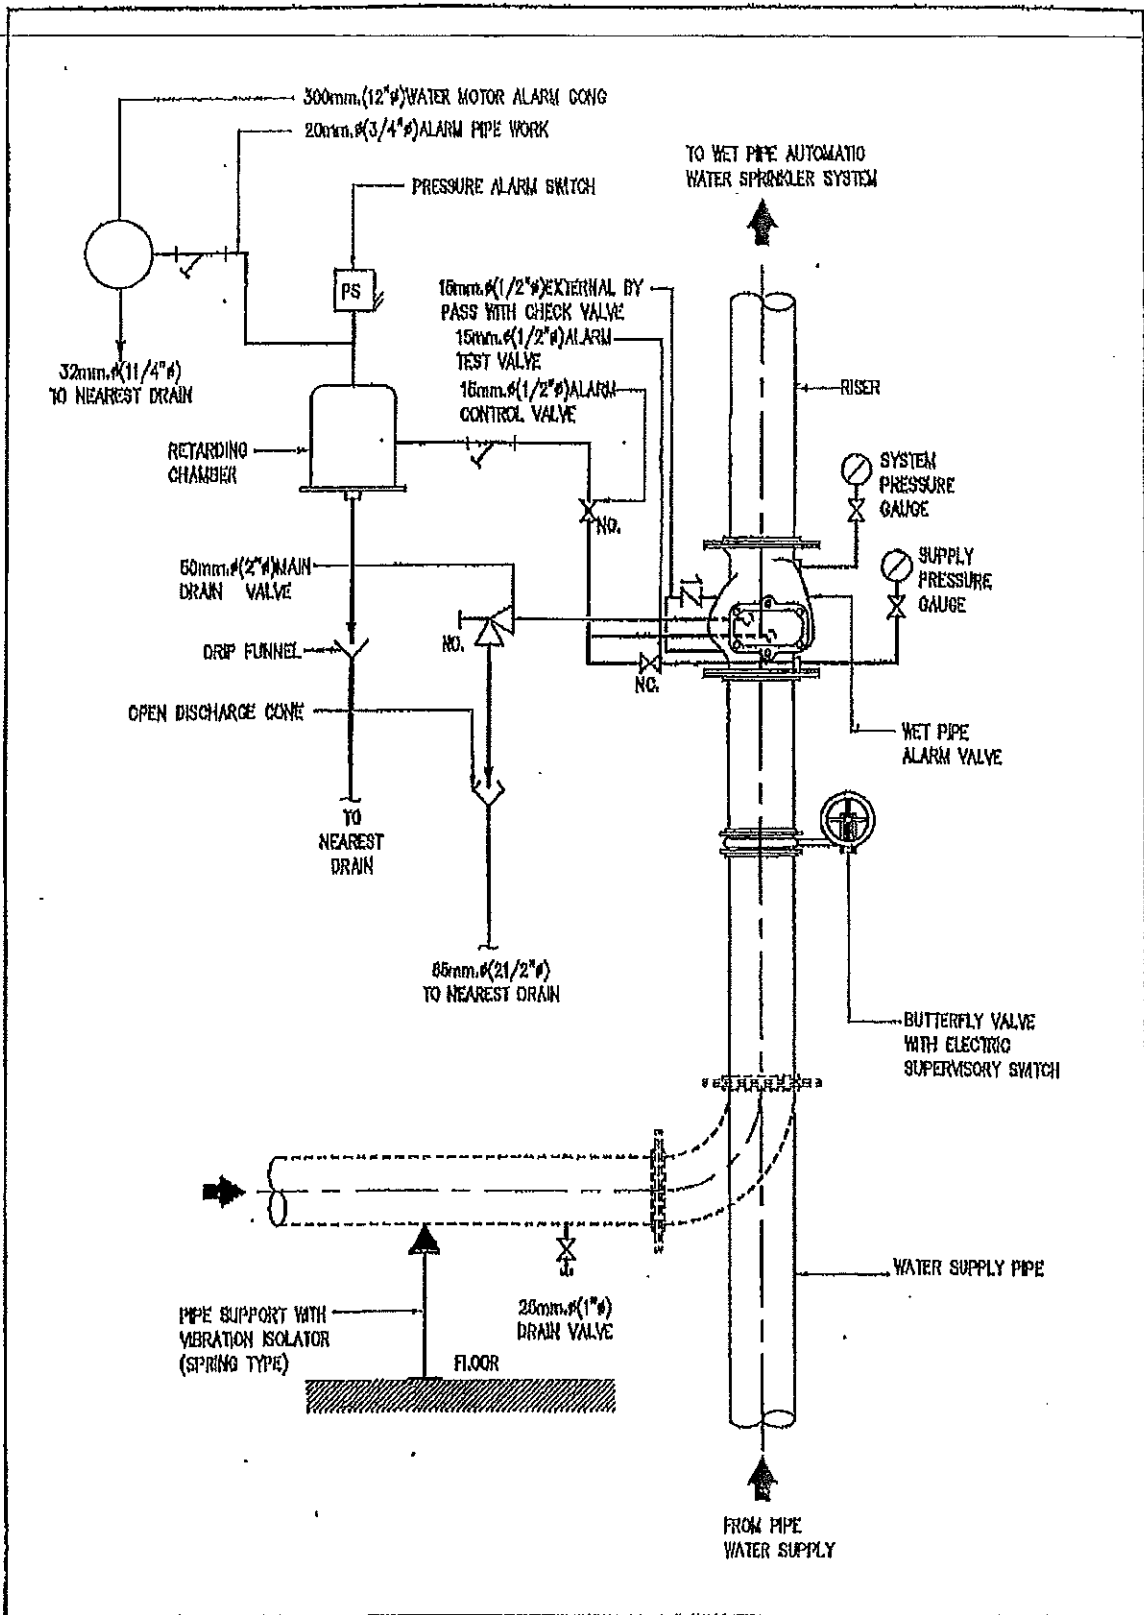 300mm.(12"ø)WATER MOTOR ALARM GONG
20mm.ø(3/4"ø)ALARM PIPE WORK
PRESSURE ALARM SWITCH
TO WET PIPE AUTOMATIC
WATER SPRINKLER SYSTEM
PS
15mm.ø(1/2"ø)EXTERNAL BY
PASS WITH CHECK VALVE
15mm.ø(1/2"ø)ALARM
TEST VALVE
15mm.ø(1/2"ø)ALARM
CONTROL VALVE
32mm.ø(11/4"ø)
TO NEAREST DRAIN
RISER
RETARDING
CHAMBER
SYSTEM
PRESSURE
GAUGE
NO.
SUPPLY
PRESSURE
GAUGE
50mm.ø(2"ø)MAIN
DRAIN VALVE
NO.
DRIP FUNNEL
NC.
OPEN DISCHARGE CONE
WET PIPE
ALARM VALVE
TO
NEAREST
DRAIN
65mm.ø(21/2"ø)
TO NEAREST DRAIN
BUTTERFLY VALVE
WITH ELECTRIC
SUPERVISORY SWITCH
WATER SUPPLY PIPE
PIPE SUPPORT WITH
VIBRATION ISOLATOR
(SPRING TYPE)
25mm.ø(1"ø)
DRAIN VALVE
FLOOR
FROM PIPE
WATER SUPPLY